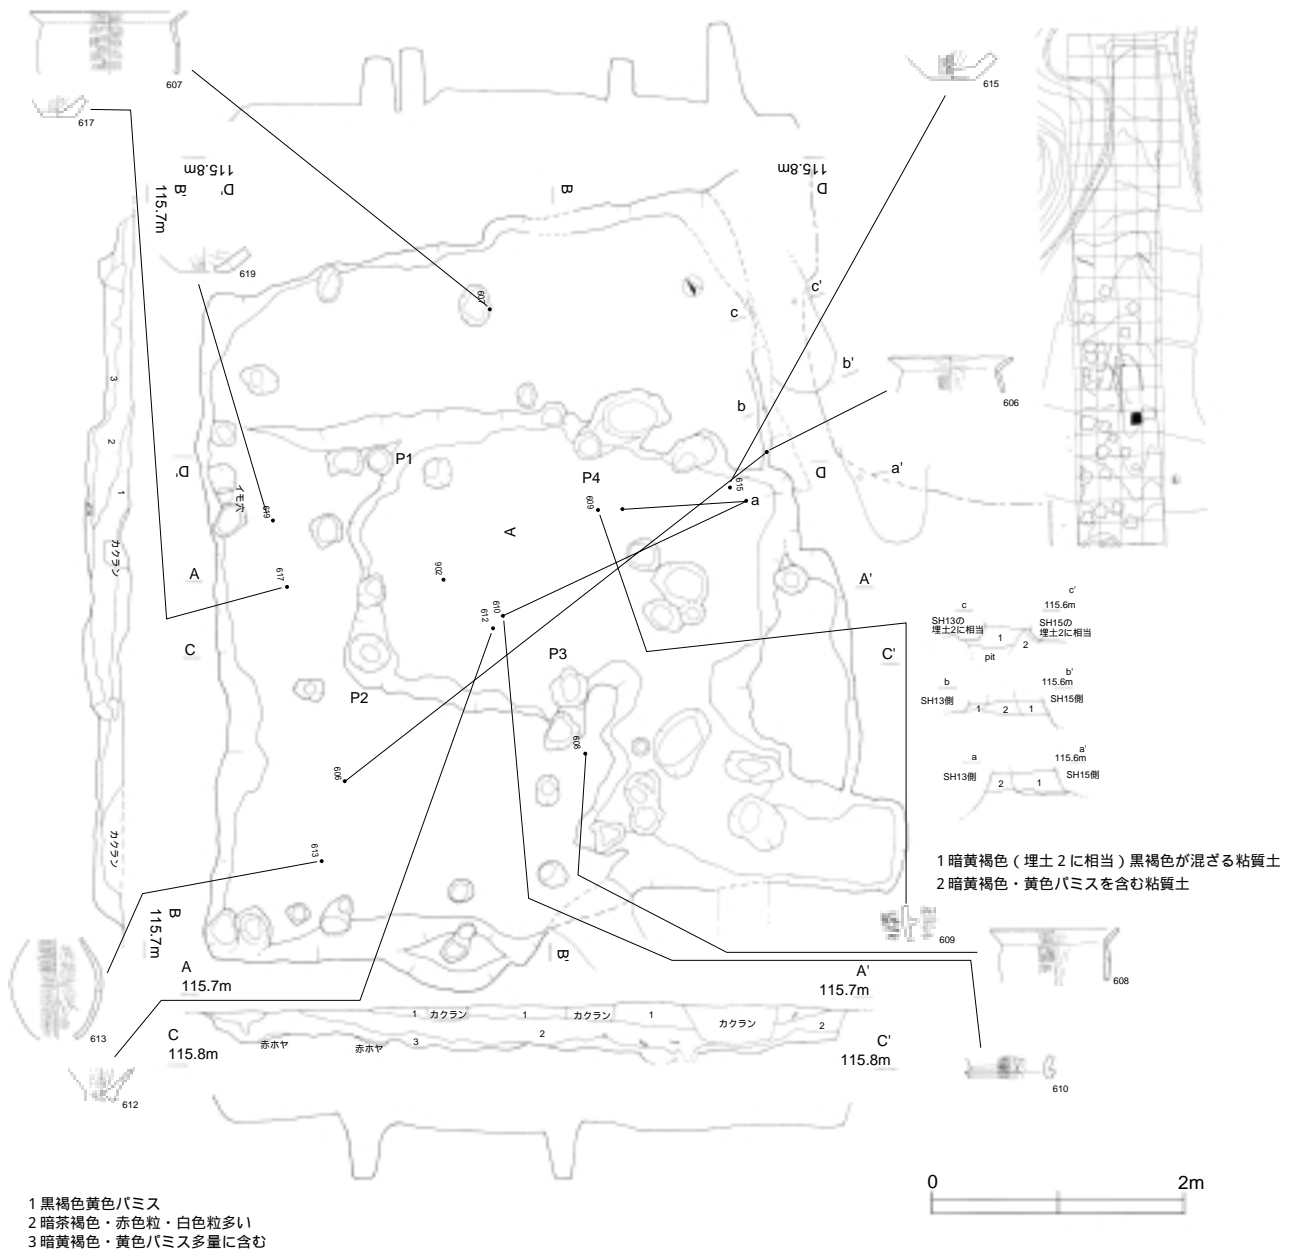 607
617
615
115.8m
D'
B'
115.7m
B
115.8m
D
619
607
c'
c
b'
606
b
3
2
1
D'
P1
P4
D
a'
615
a
イモ穴
619
609
A
カクラン
A
617
902
A'
610
612
C
C'
P3
P2
c
c'
115.6m
SH13の
埋土2に相当
1
2
SH15の
埋土2に相当
pit
b
b'
115.6m
SH13側
1
2
1
SH15側
a
a'
115.6m
SH13側
2
1
SH15側
608
606
カクラン
613
1 暗黄褐色 ( 埋土 2 に相当 ) 黒褐色が混ざる粘質土
2 暗黄褐色・黄色パミスを含む粘質土
B
115.7m
B'
609
608
A
115.7m
A'
115.7m
613
1
カクラン
1
カクラン
1
カクラン
2
C
115.8m
赤ホヤ
赤ホヤ
3
2
C'
115.8m
612
610
0
2m
1 黒褐色黄色パミス
2 暗茶褐色・赤色粒・白色粒多い
3 暗黄褐色・黄色パミス多量に含む